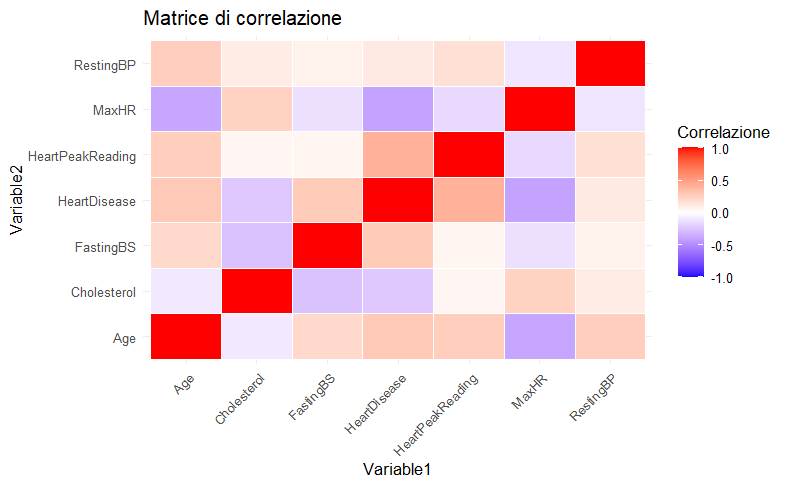 Matrice di correlazione
Variable2
RestingBP
MaxHR
HeartPeakReading
HeartDisease
FastingBS
Cholesterol
Age
Age
Cholesterol
FastingBS
HeartDisease
HeartPeakReading
MaxHR
RestingBP
Variable1
Correlazione
1.0
0.5
0.0
-0.5
-1.0